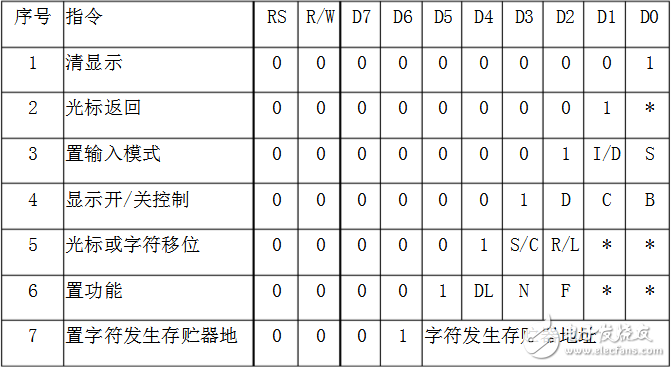 序号 指令 RS R/W D7 D6 D5 D4 D3 D2 D1 D0
1 清显示 0 0 0 0 0 0 0 0 0 1
2 光标返回 0 0 0 0 0 0 0 0 1 *
3 置输入模式 0 0 0 0 0 0 0 1 I/D S
4 显示开/关控制 0 0 0 0 0 0 1 D C B
5 光标或字符移位 0 0 0 0 0 1 S/C R/L * *
6 置功能 0 0 0 0 1 DL N F * *
7 置字符发生存贮器地 0 0 0 1 字符发生存贮器地址
电子发烧友
www.elecfans.com